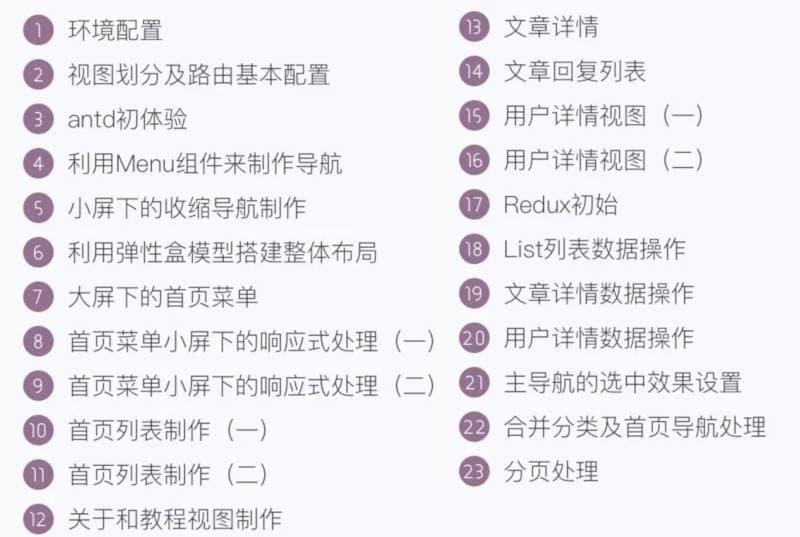 1 环境配置
2 视图划分及路由基本配置
3 antd初体验
4 利用Menu组件来制作导航
5 小屏下的收缩导航制作
6 利用弹性盒模型搭建整体布局
7 大屏下的首页菜单
8 首页菜单小屏下的响应式处理（一）
9 首页菜单小屏下的响应式处理（二）
10 首页列表制作（一）
11 首页列表制作（二）
12 关于和教程视图制作
13 文章详情
14 文章回复列表
15 用户详情视图（一）
16 用户详情视图（二）
17 Redux初始
18 List列表数据操作
19 文章详情数据操作
20 用户详情数据操作
21 主导航的选中效果设置
22 合并分类及首页导航处理
23 分页处理